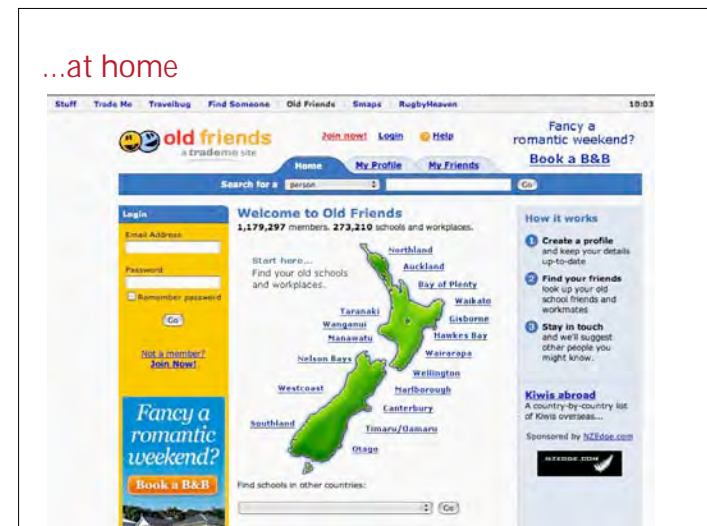 ...at home
Stuff Trade Me Travelbug Find Someone Old Friends Smaps RugbyHeaven 10:03
old friends
a trademe site
Join now! Login Help
Fancy a
romantic weekend?
Book a B&B
Home My Profile My Friends
Search for a person Go
Login
Email Address
Password
Remember password
Go
Not a member?
Join Now!
Fancy a
romantic
weekend?
Book a B&B
Welcome to Old Friends
1,179,297 members. 273,210 schools and workplaces.
Start here...
Find your old schools
and workplaces.
Northland
Auckland
Bay of Plenty
Waikato
Taranaki
Gisborne
Wanganui
Hawkes Bay
Manawatu
Wairarapa
Nelson Bays
Wellington
Westcoast
Marlborough
Canterbury
Southland
Timaru/Oamaru
Otago
Find schools in other countries:
Go
How it works
1 Create a profile
and keep your details
up-to-date
2 Find your friends
look up your old
school friends and
workmates
3 Stay in touch
and we'll suggest
other people you
might know.
Kiwis abroad
A country-by-country list
of Kiwis overseas...
Sponsored by NZEdge.com
NZEDGE.COM